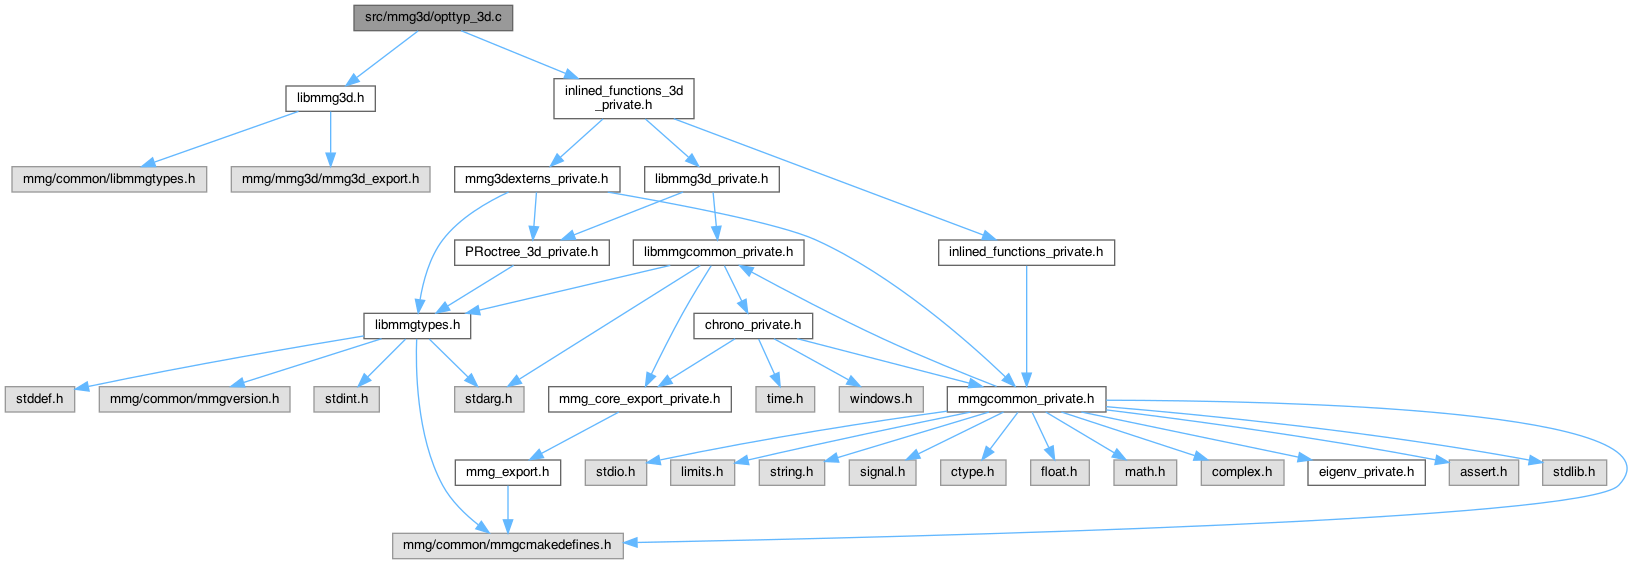 src/mmg3d/opttyp_3d.c
libmmg3d.h
inlined_functions_3d
_private.h
mmg/common/libmmgtypes.h
mmg/mmg3d/mmg3d_export.h
mmg3dexterns_private.h
libmmg3d_private.h
PRoctree_3d_private.h
libmmgcommon_private.h
inlined_functions_private.h
libmmgtypes.h
chrono_private.h
stddef.h
mmg/common/mmgversion.h
stdint.h
stdarg.h
mmg_core_export_private.h
time.h
windows.h
mmgcommon_private.h
mmg_export.h
stdio.h
limits.h
string.h
signal.h
ctype.h
float.h
math.h
complex.h
eigenv_private.h
assert.h
stdlib.h
mmg/common/mmgcmakedefines.h